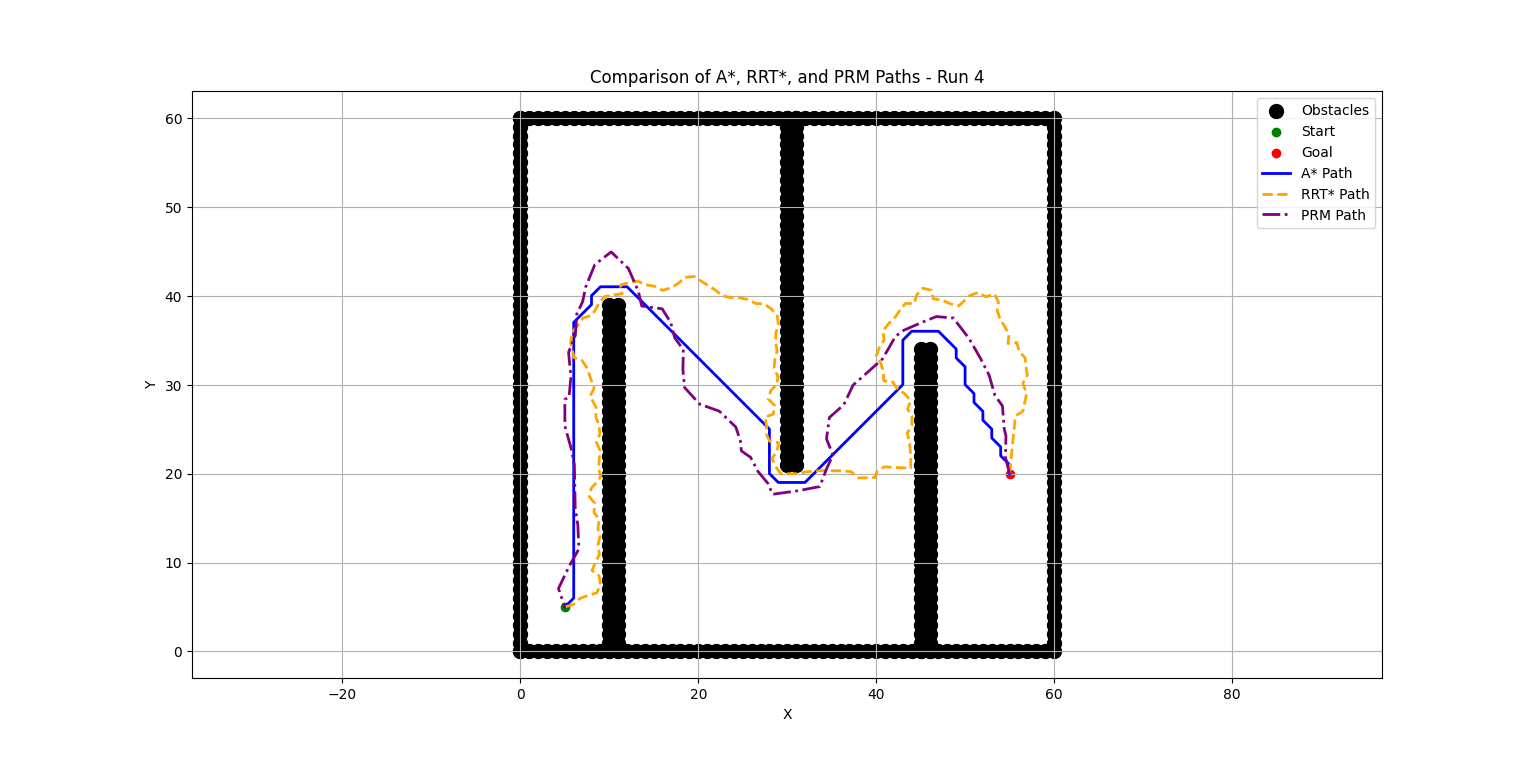 Comparison of A*, RRT*, and PRM Paths - Run 4
Obstacles
Start
Goal
A* Path
RRT* Path
PRM Path
60
50
40
30
20
10
0
Y
−20
0
20
40
60
80
X